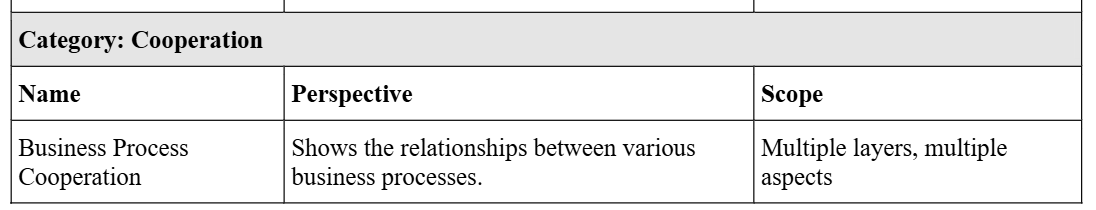 Category: Cooperation
Name Perspective Scope
Business Process Shows the relationships between various Multiple layers, multiple
Cooperation business processes. aspects